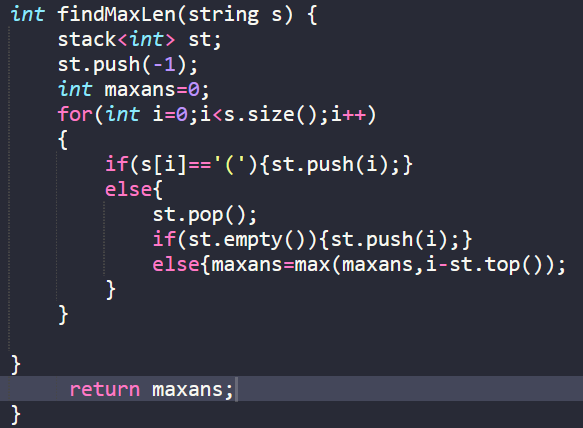 int findMaxLen(string s) {
    stack<int> st;
    st.push(-1);
    int maxans=0;
    for(int i=0;i<s.size();i++)
    {
        if(s[i]=='('){st.push(i);}
        else{
            st.pop();
            if(st.empty()){st.push(i);}
            else{maxans=max(maxans,i-st.top());
        }
    }

}
     return maxans;
}